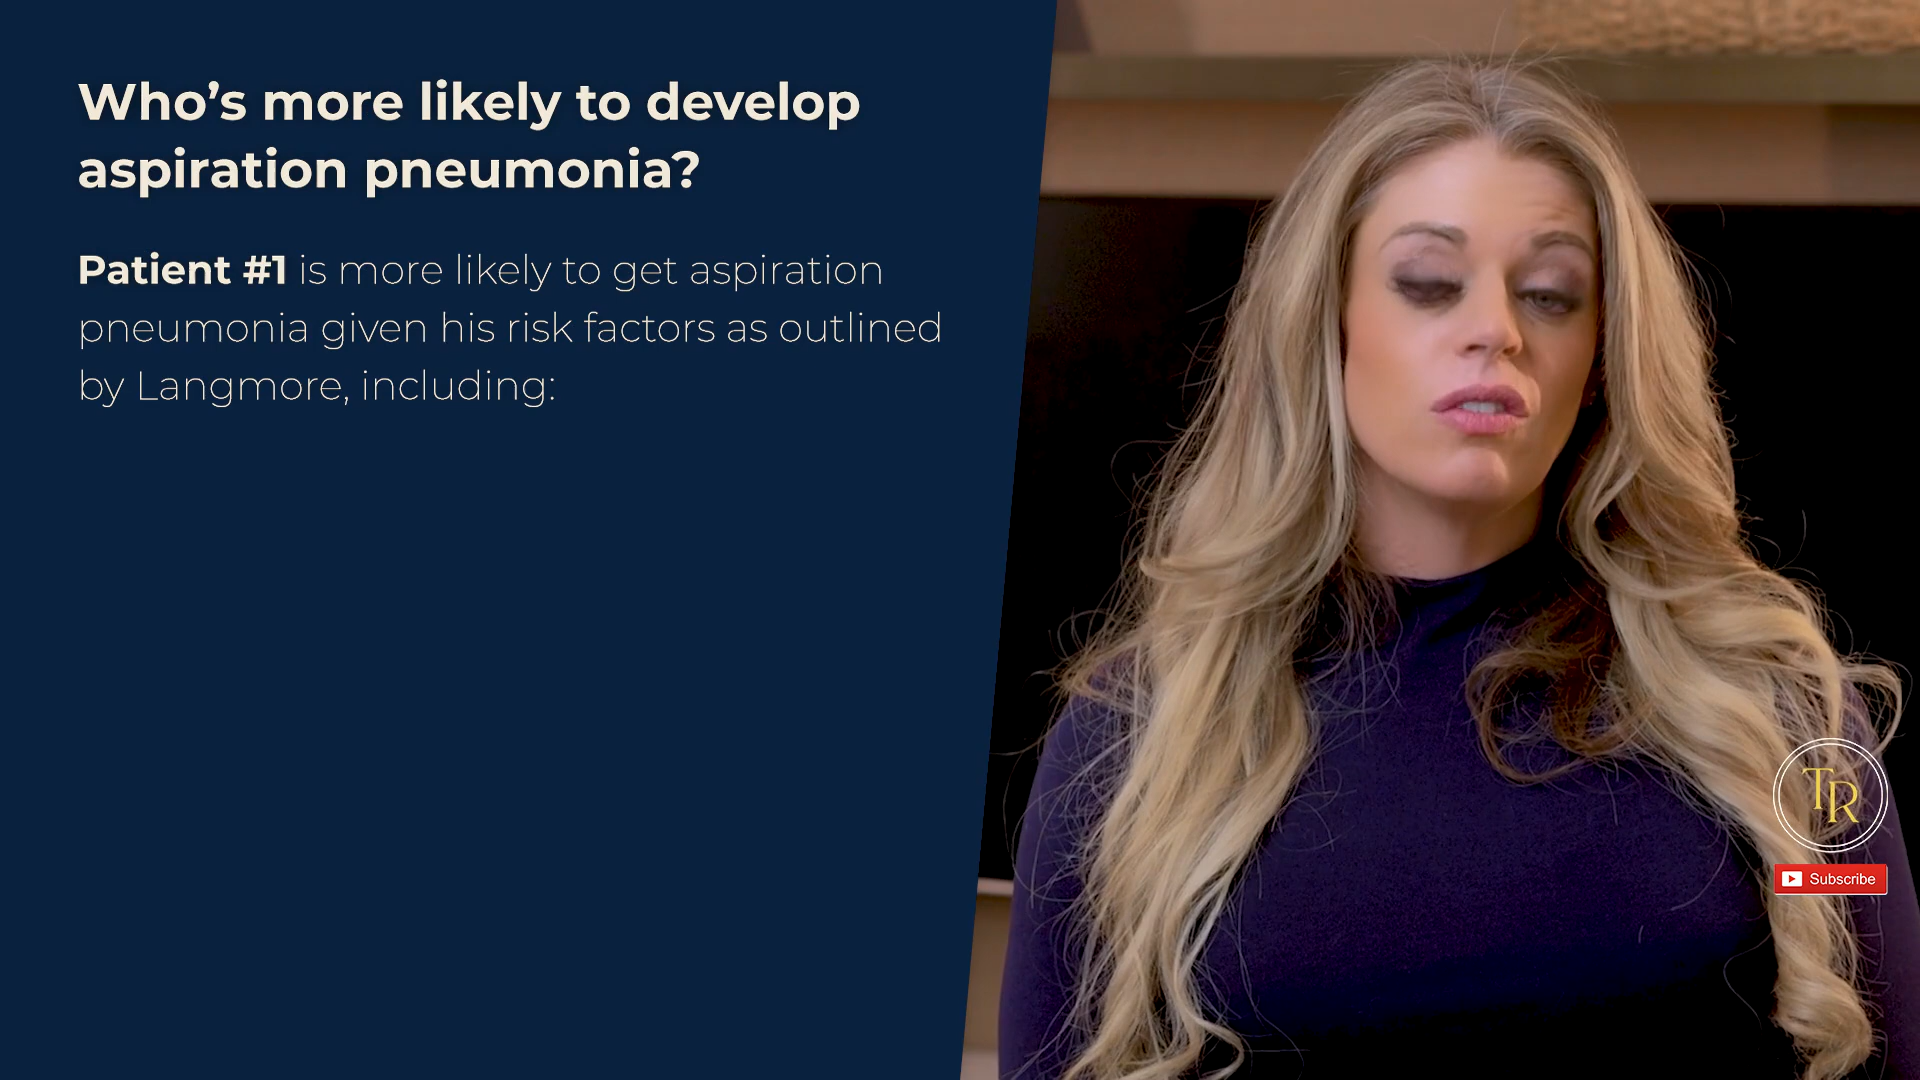 Who’s more likely to develop
aspiration pneumonia?
Patient #1 is more likely to get aspiration
pneumonia given his risk factors as outlined
by Langmore, including:
TR
Subscribe